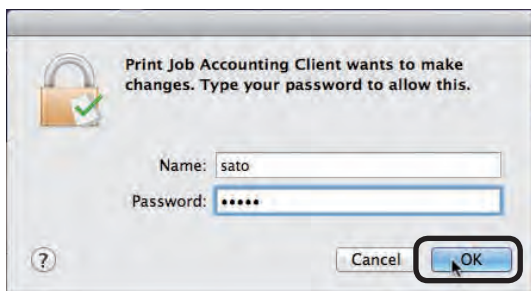 Print Job Accounting Client wants to make
changes. Type your password to allow this.
Name: sato
Password: •••••
?
Cancel
OK